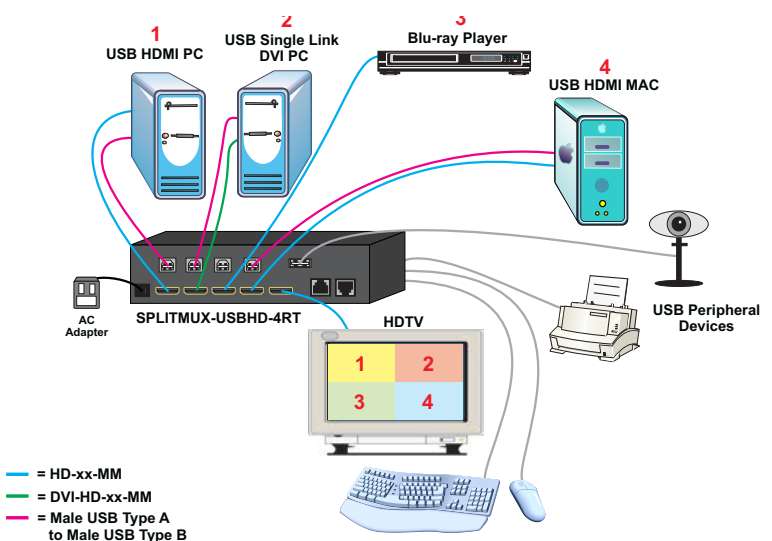 1
USB HDMI PC
2
USB Single Link
DVI PC
3
Blu-ray Player
4
USB HDMI MAC
AC
Adapter
SPLITMUX-USBHD-4RT
HDTV
USB Peripheral
Devices
1 2
3 4
= HD-xx-MM
= DVI-HD-xx-MM
= Male USB Type A
to Male USB Type B